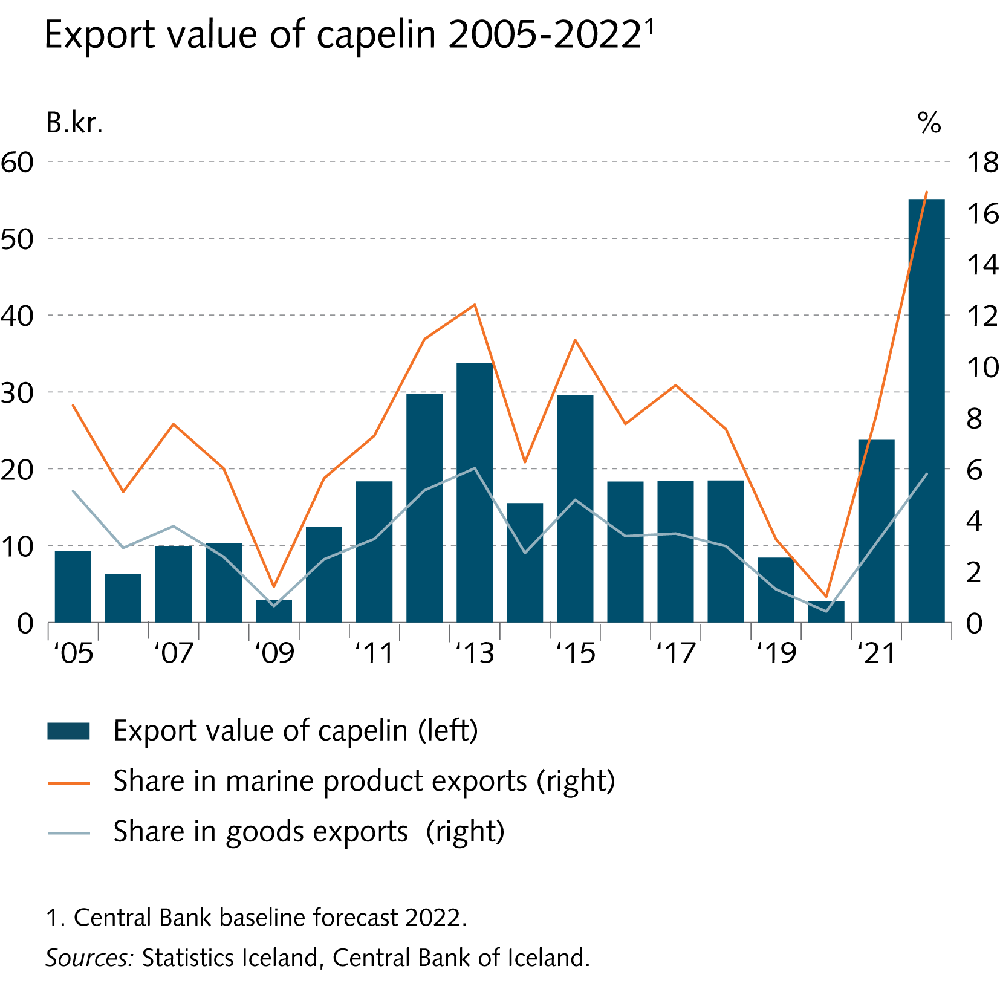 Export value of capelin 2005-2022¹
B.kr. %
60 18
16
50
14
40 12
10
30
8
20 6
4
10
2
0 0
‘05 ‘07 ‘09 ‘11 ‘13 ‘15 ‘17 ‘19 ‘21
Export value of capelin (left)
Share in marine product exports (right)
Share in goods exports (right)
1. Central Bank baseline forecast 2022.
Sources: Statistics Iceland, Central Bank of Iceland.